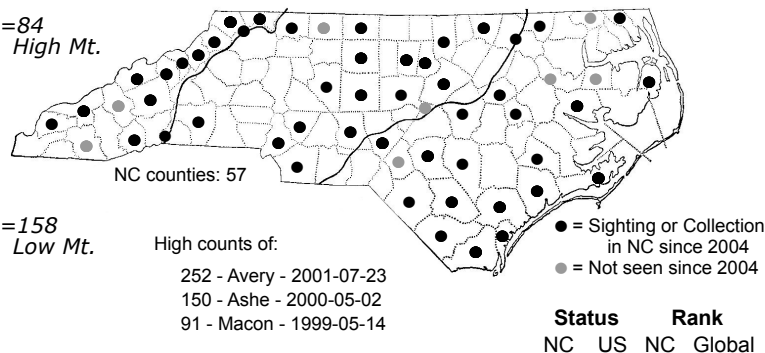 =84
High Mt.
NC counties: 57
=158
Low Mt.
High counts of:
252 - Avery - 2001-07-23
150 - Ashe - 2000-05-02
91 - Macon - 1999-05-14
= Sighting or Collection
in NC since 2004
= Not seen since 2004
Status Rank
NC US NC Global